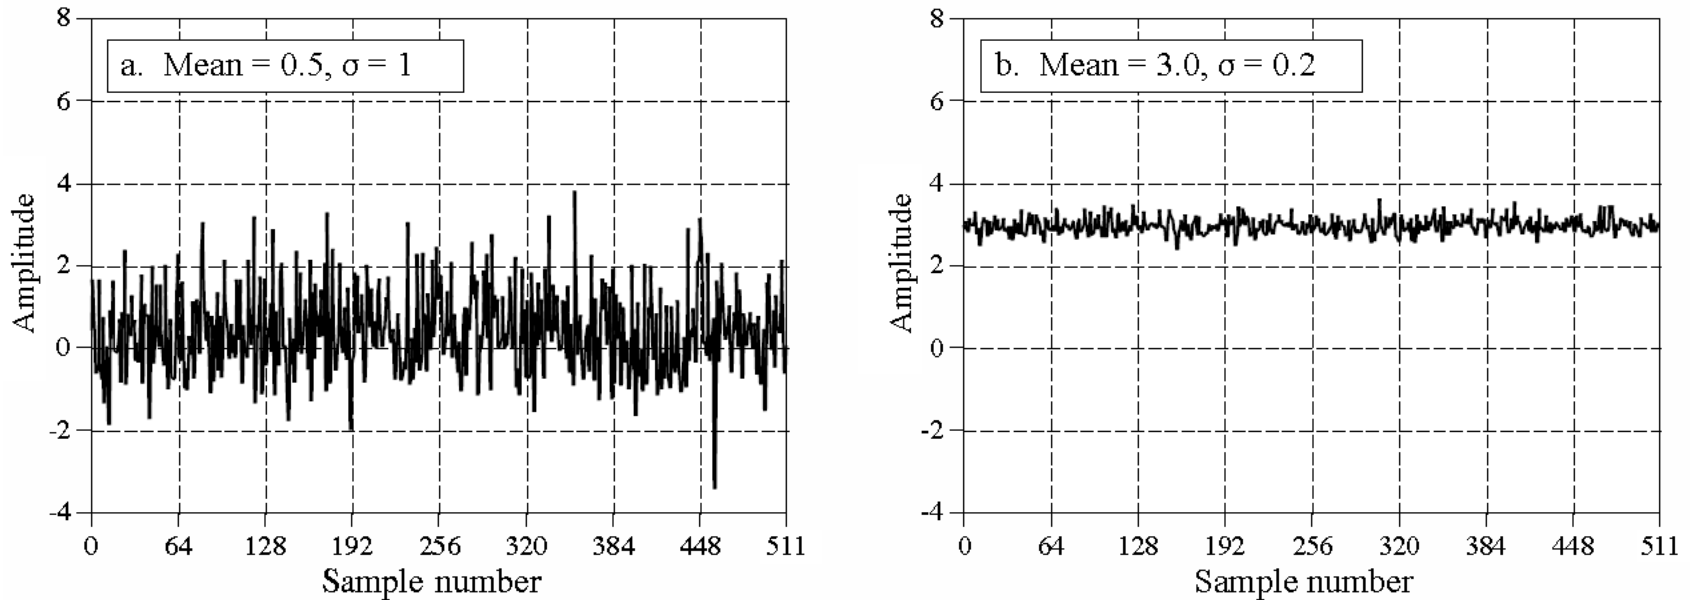 a. Mean = 0.5, σ = 1
Amplitude
8
6
4
2
0
-2
-4
0 64 128 192 256 320 384 448 511
Sample number
b. Mean = 3.0, σ = 0.2
Amplitude
8
6
4
2
0
-2
-4
0 64 128 192 256 320 384 448 511
Sample number